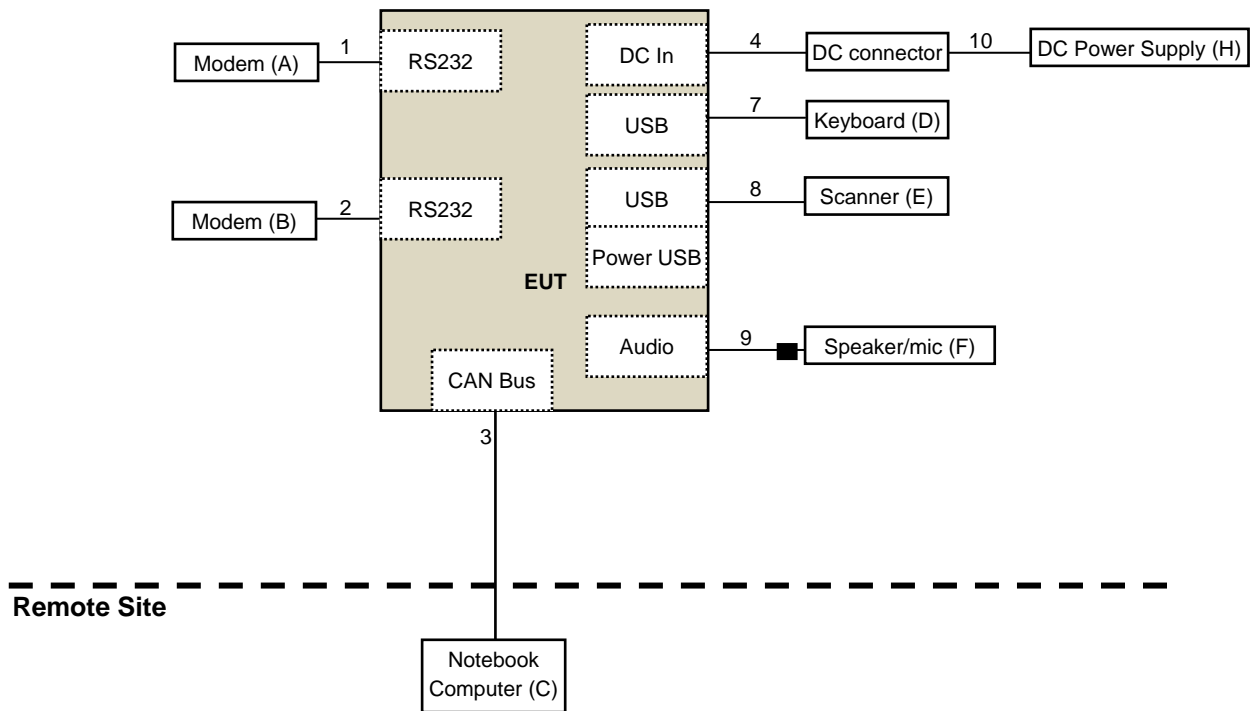 1
Modem (A)
RS232
DC In
4
DC connector
10
DC Power Supply (H)
USB
7
Keyboard (D)
2
Modem (B)
RS232
USB
8
Scanner (E)
Power USB
EUT
Audio
9
Speaker/mic (F)
CAN Bus
3
Remote Site
Notebook
Computer (C)